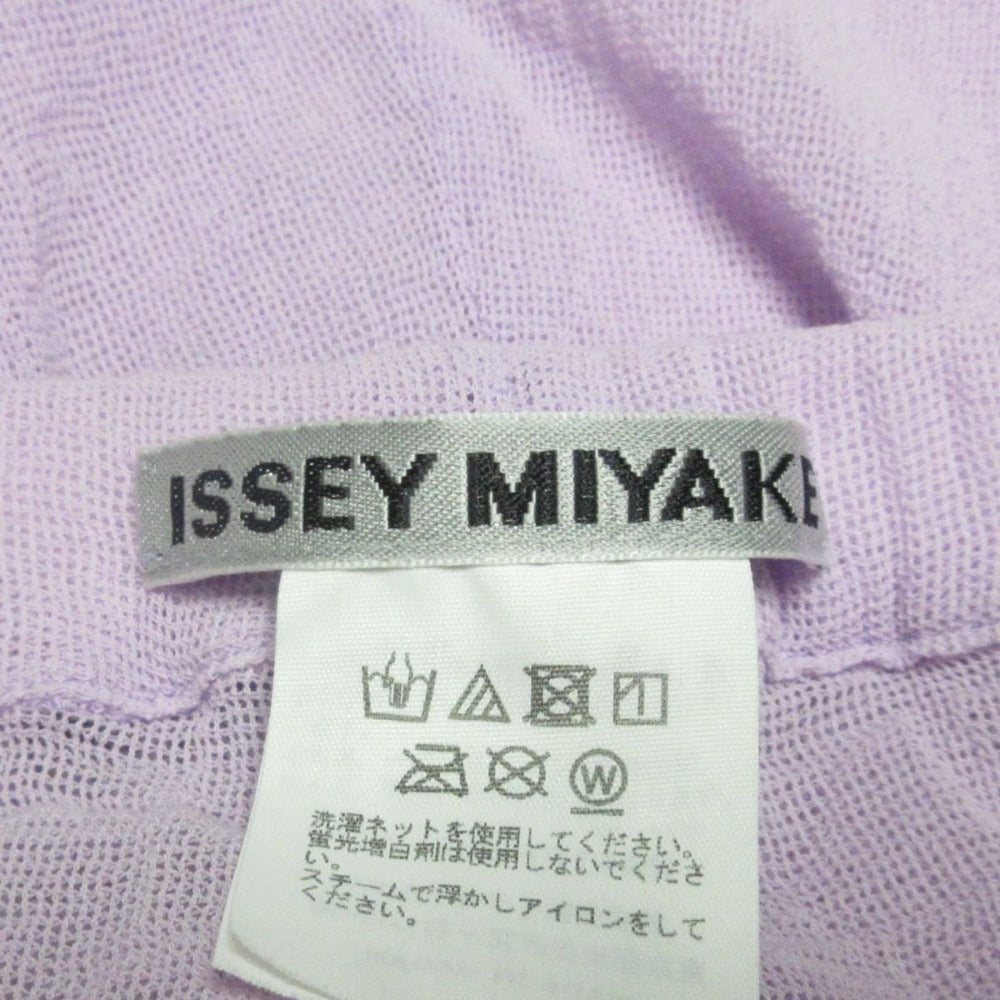 ISSEY MIYAKE
W
洗濯ネットを使用してください。
蛍光増白剤は使用しないでくださ
い。
スチームで浮かしアイロンをして
ください。